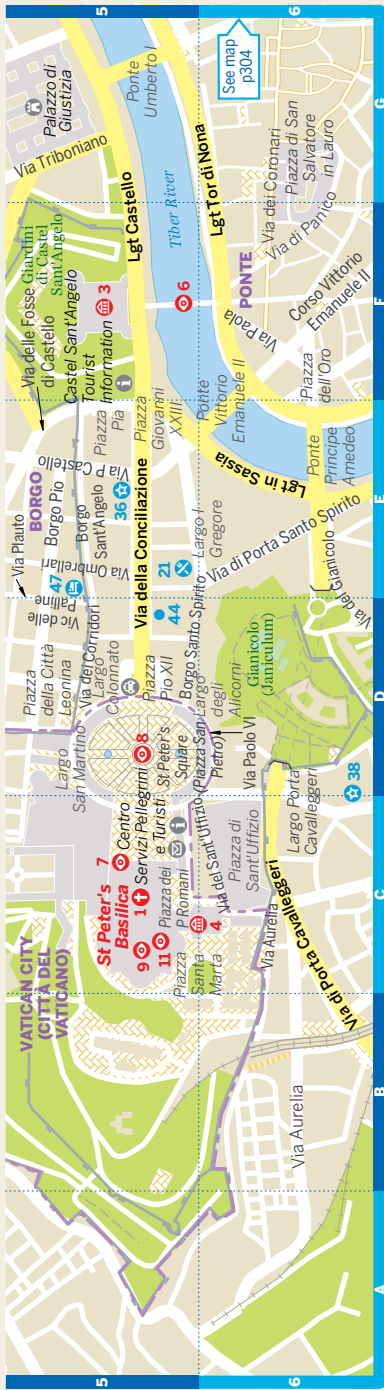 5
6
G
F
E
D
C
B
A
5
6
See map
p304
Palazzo di
Giustizia
Via Triboniano
Ponte
Umberto I
Lgt Castello
Tiber River
Lgt Tor di Nona
Via dei Coronari
Piazza di San
Salvatore
in Lauro
Via di Panico
PONTE
Corso Vittorio
Emanuele II
Via Paola
Piazza
dell'Oro
6
3
Giardini
di Castel
Sant'Angelo
Via delle Fosse
di Castello
Castel Sant'Angelo
Tourist
Information
Piazza
Pia
Piazza
Giovanni
XXIII
Ponte
Vittorio
Emanuele II
Ponte
Principe
Amedeo
Lgt in Sassia
Via P Castello
BORGO
Borgo Pio
Borgo
Sant'Angelo
36
Via della Conciliazione
Via Ombrellari
Via Plauto
47
Vic delle
Palline
21
44
Largo I
Gregore
Borgo Santo Spirito
Via di Porta Santo Spirito
Via del Gianicolo
Gianicolo
(Janiculum)
Piazza
della Città
Leonina
Via dei Corridori
Largo
Colonnato
Piazza
Pio XII
Largo
degli
Alicorni
Largo
San Martino
8
St Peter's
Square
Piazza San
Pietro
Via Paolo VI
38
Largo Porta
Cavalleggeri
Piazza di
Sant'Uffizio
Via del Sant'Uffizio
7
Centro
Servizi Pellegrini
e Turisti
St Peter's
Basilica
1
9
11
Piazza dei
P Romani
4
Piazza
Santa
Marta
Via Aurelia
Via di Porta Cavalleggeri
VATICAN CITY
(CITTÀ DEL
VATICANO)
Via Aurelia